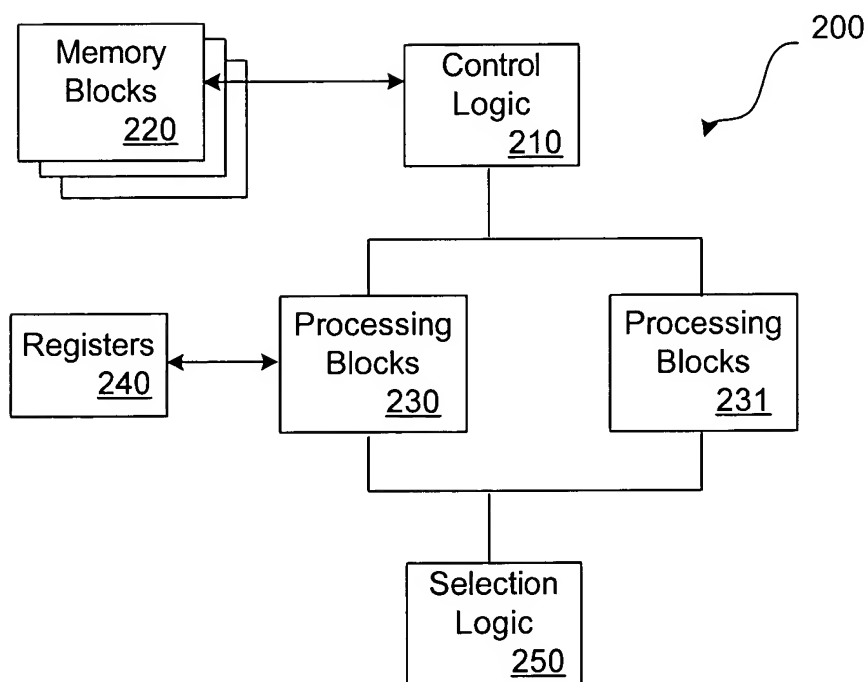 200
Memory
Blocks
220
Control
Logic
210
Registers
240
Processing
Blocks
230
Processing
Blocks
231
Selection
Logic
250